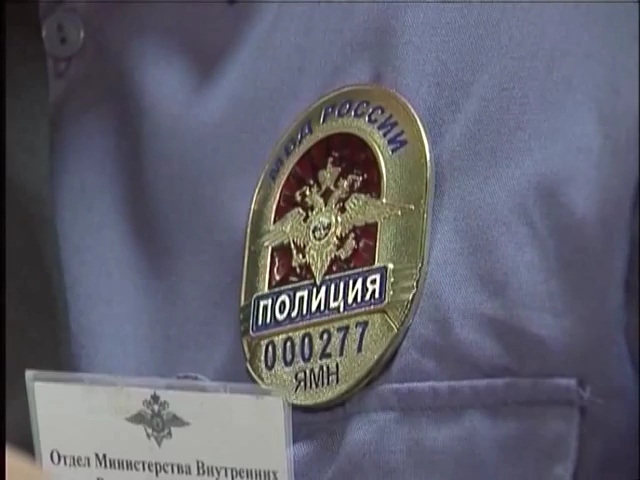 МВД РОССИИ
ПОЛИЦИЯ
000277
ЯМН
Отдел Министерства Внутренних